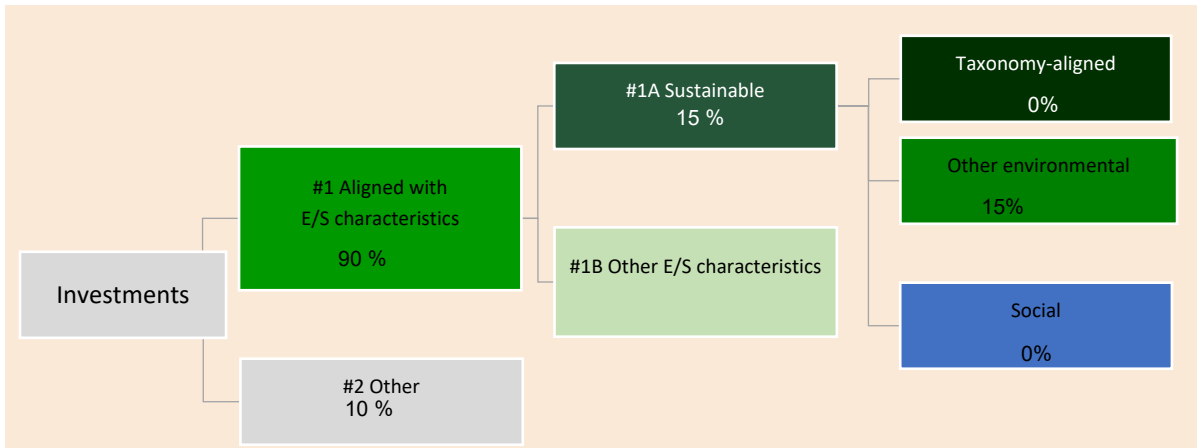 Investments
#1 Aligned with
E/S characteristics
90 %
#2 Other
10 %
#1A Sustainable
15 %
#1B Other E/S characteristics
Taxonomy-aligned
0%
Other environmental
15%
Social
0%